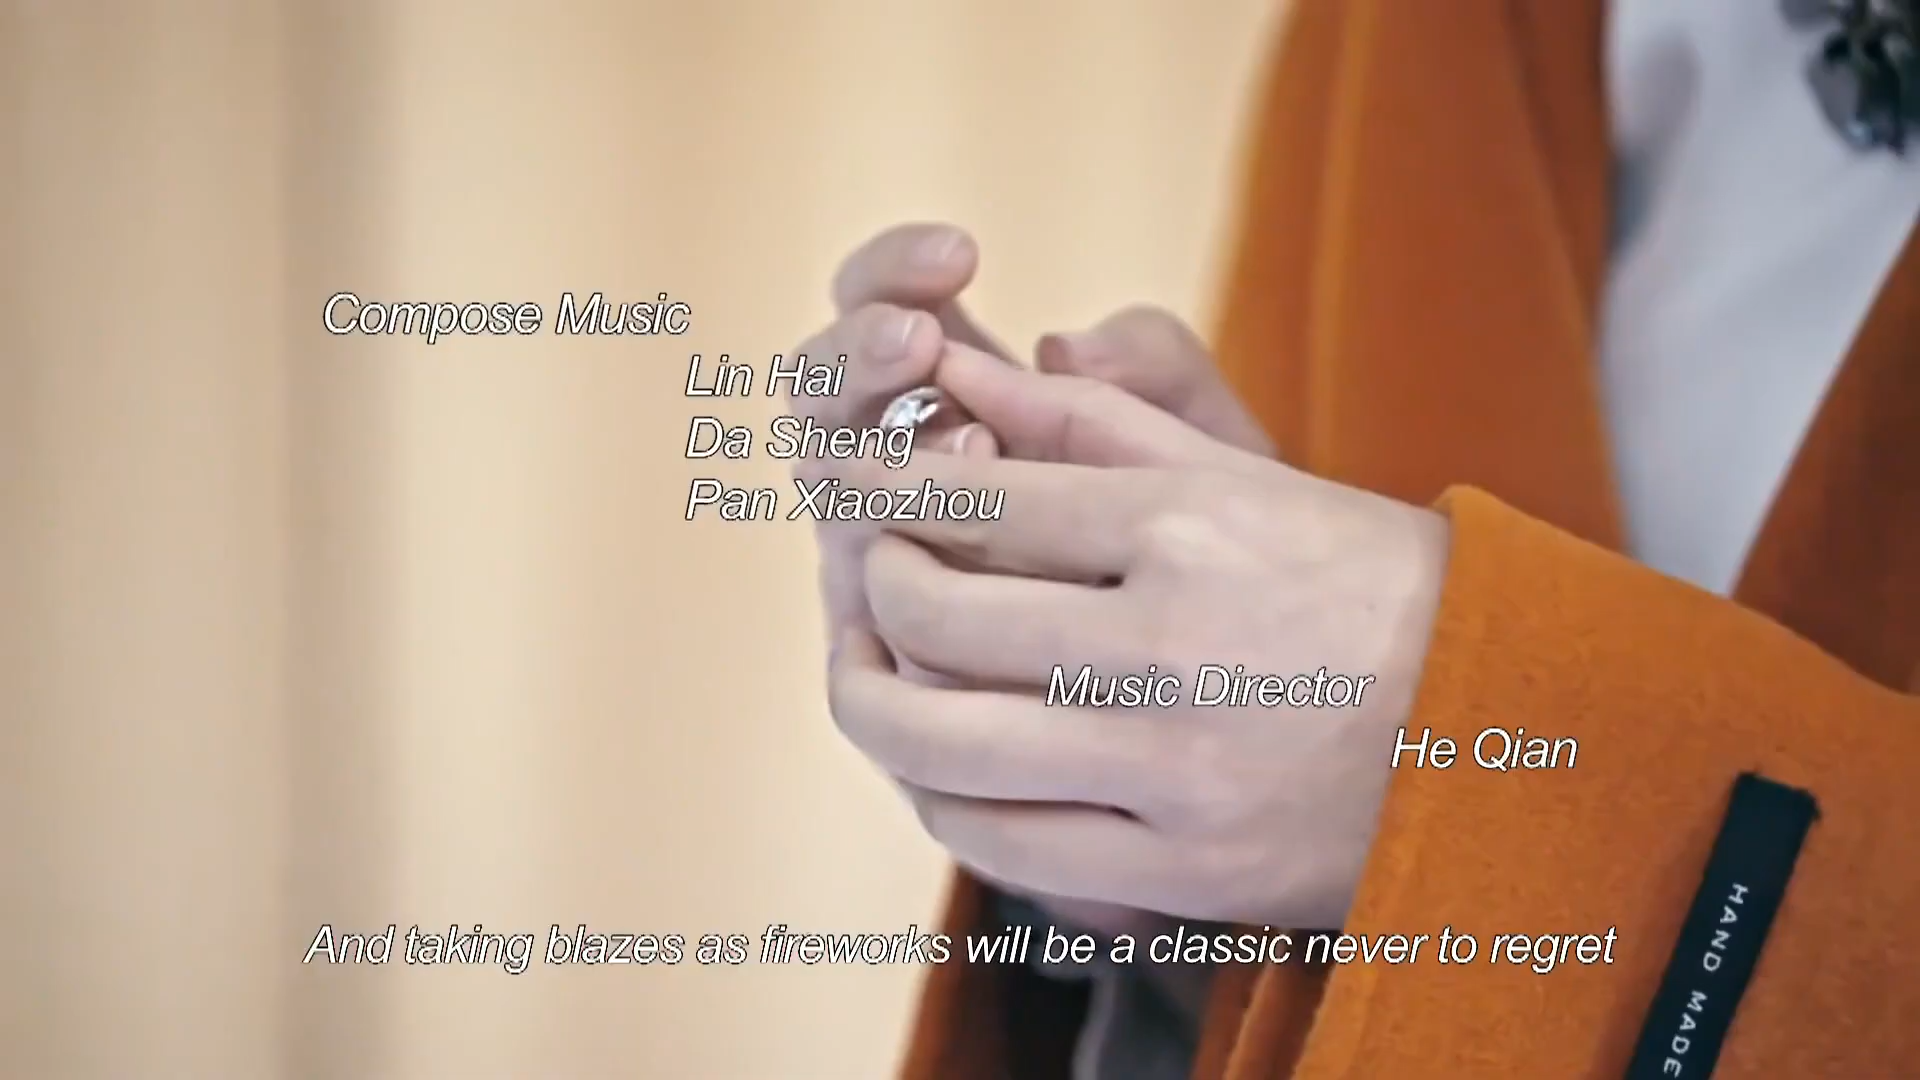 Compose Music
Lin Hai
Da Sheng
Pan Xiaozhou
Music Director
He Qian
And taking blazes as fireworks will be a classic never to regret
HAND MADE